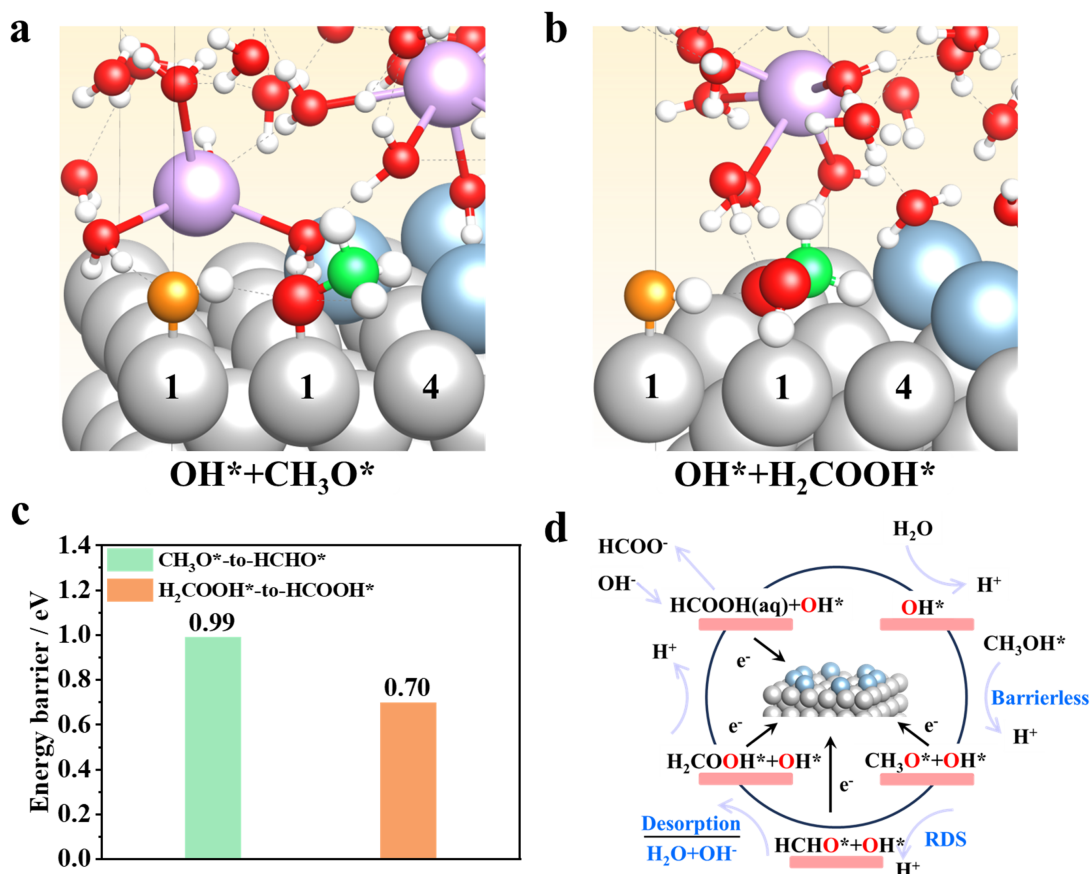 a
b
1 1 4
1 1 4
OH*+CH₃O*
OH*+H₂COOH*
c
Energy barrier / eV
1.4
1.2
1.0
0.8
0.6
0.4
0.2
0.0
CH₃O*-to-HCHO*
H₂COOH*-to-HCOOH*
0.99
0.70
d
HCOO⁻
OH⁻
HCOOH(aq)+OH*
H₂O
H⁺
OH*
H⁺
e⁻
CH₃OH*
Barrierless
H⁺
e⁻
e⁻
H₂COOH*+OH*
CH₃O*+OH*
e⁻
Desorption
H₂O+OH⁻
HCHO*+OH*
RDS
H⁺